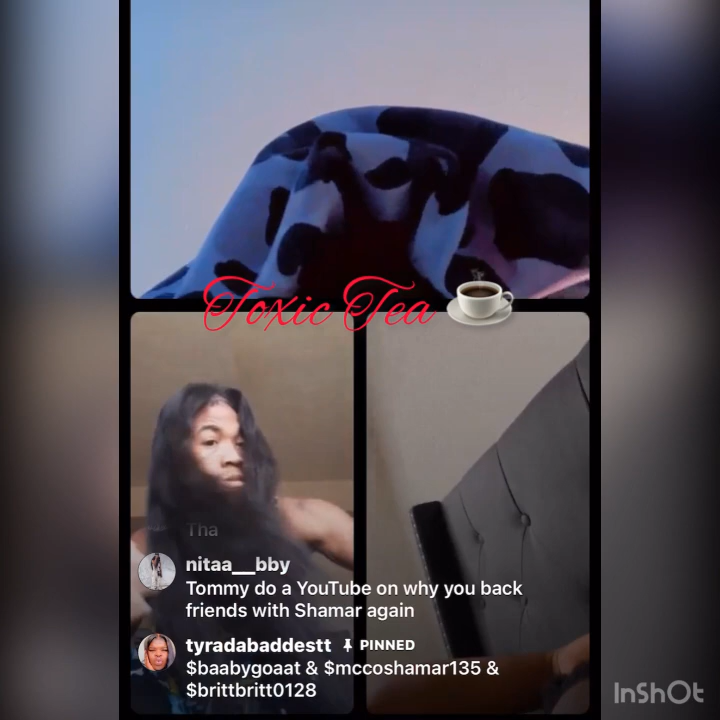 Toxic Tea
Tha
nitaa__bby
Tommy do a YouTube on why you back
friends with Shamar again
tyradabaddestt PINNED
$baabygoaat & $mccoshamar135 &
$brittbritt0128
InShOt